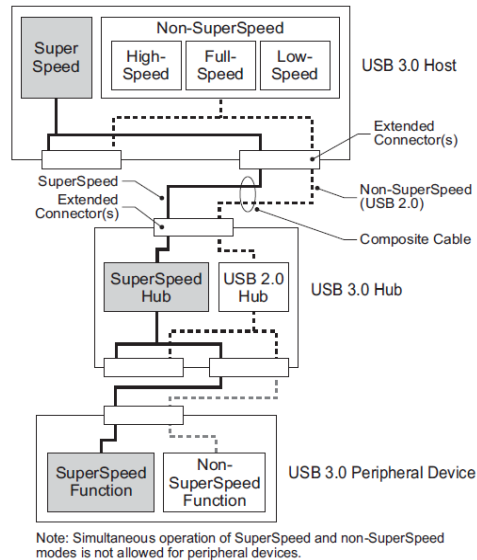 Super
Speed
Non-SuperSpeed
High-
Speed
Full-
Speed
Low-
Speed
USB 3.0 Host
Extended
Connector(s)
SuperSpeed
Extended
Connector(s)
Non-SuperSpeed
(USB 2.0)
Composite Cable
SuperSpeed
Hub
USB 2.0
Hub
USB 3.0 Hub
SuperSpeed
Function
Non-
SuperSpeed
Function
USB 3.0 Peripheral Device
Note: Simultaneous operation of SuperSpeed and non-SuperSpeed
modes is not allowed for peripheral devices.